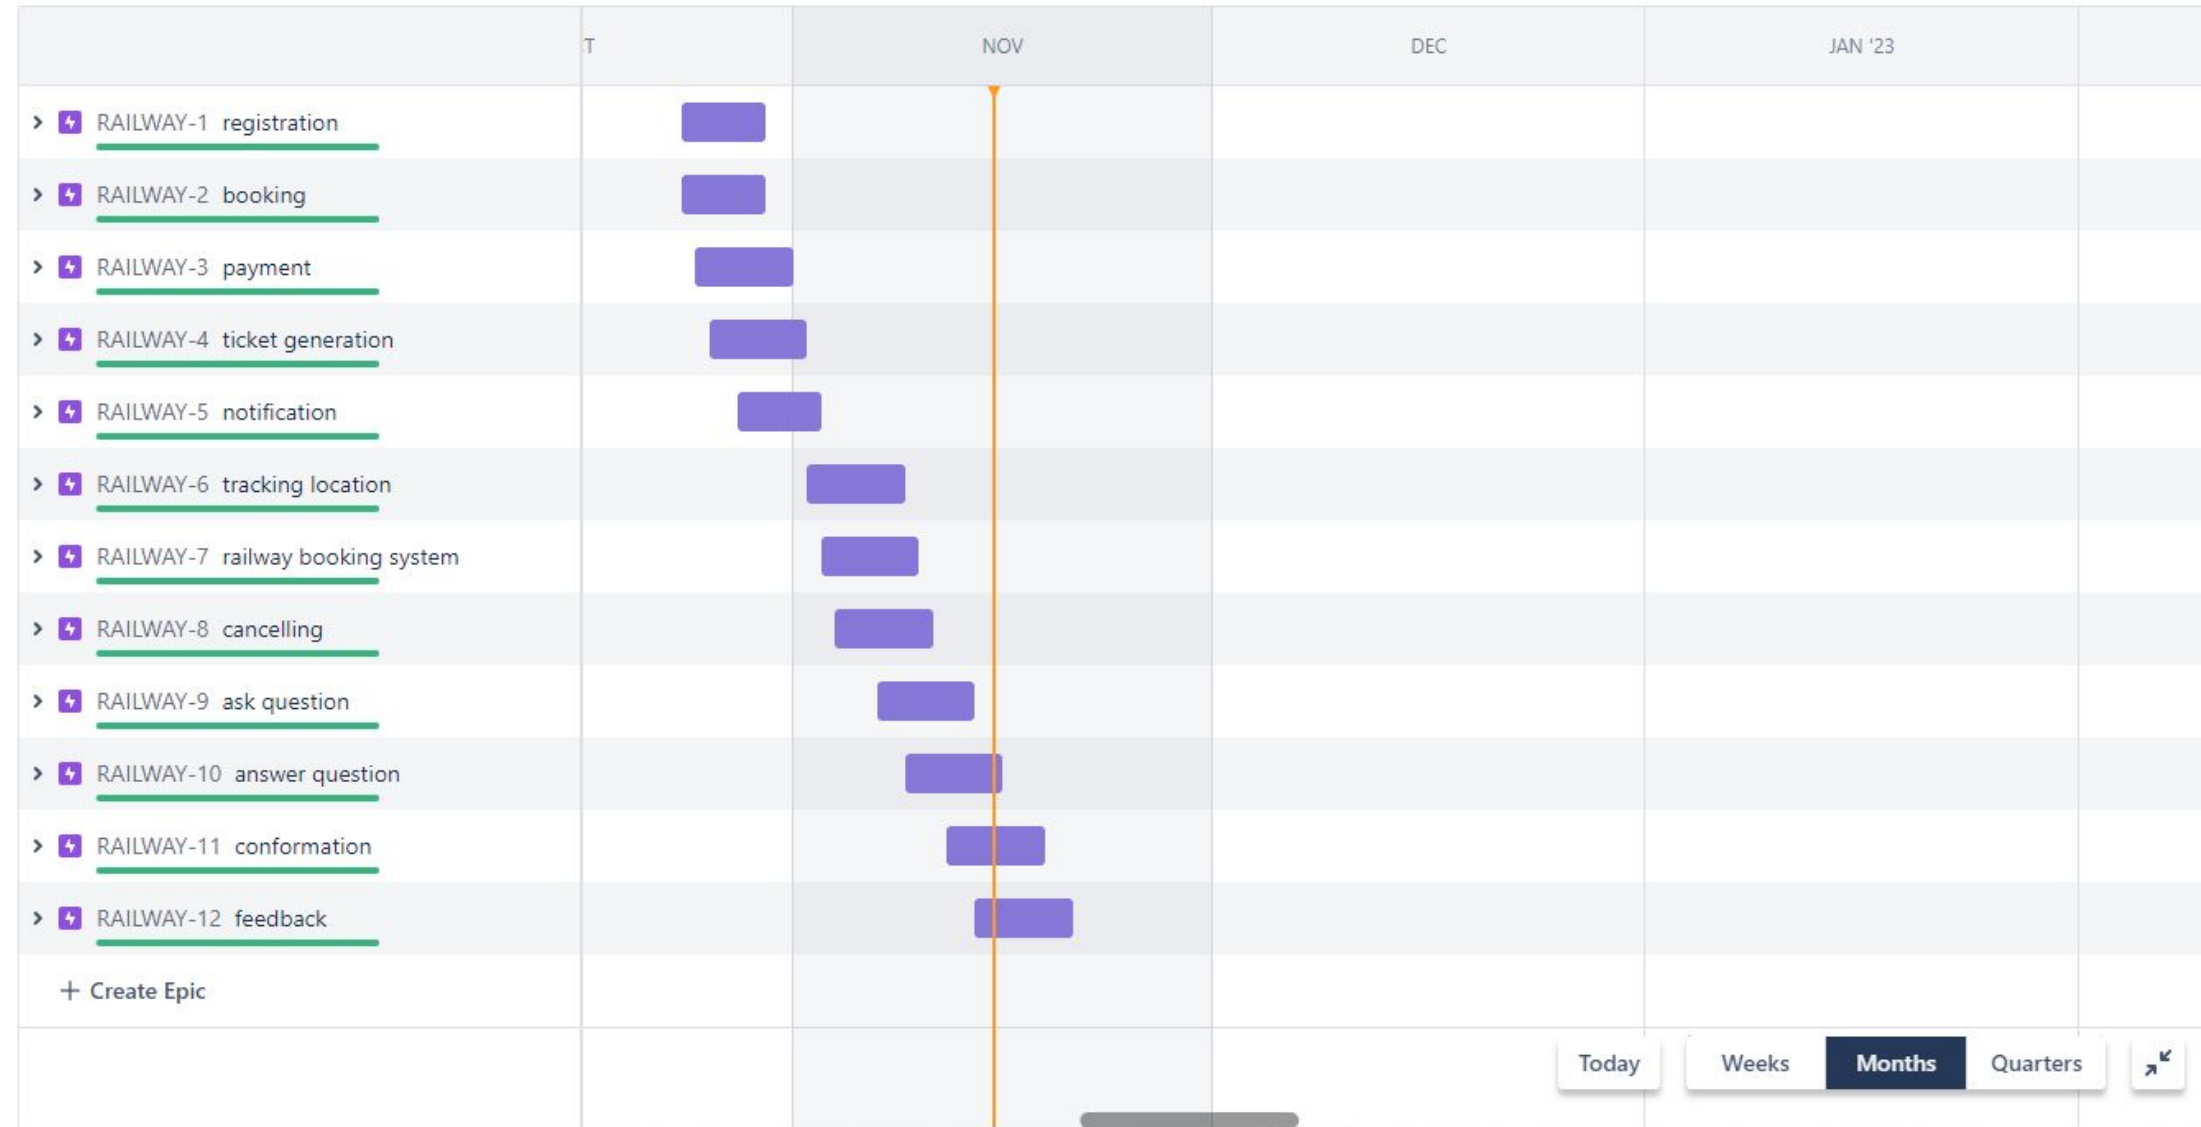 T NOV DEC JAN '23
RAILWAY-1 registration
RAILWAY-2 booking
RAILWAY-3 payment
RAILWAY-4 ticket generation
RAILWAY-5 notification
RAILWAY-6 tracking location
RAILWAY-7 railway booking system
RAILWAY-8 cancelling
RAILWAY-9 ask question
RAILWAY-10 answer question
RAILWAY-11 conformation
RAILWAY-12 feedback
+ Create Epic
Today Weeks Months Quarters